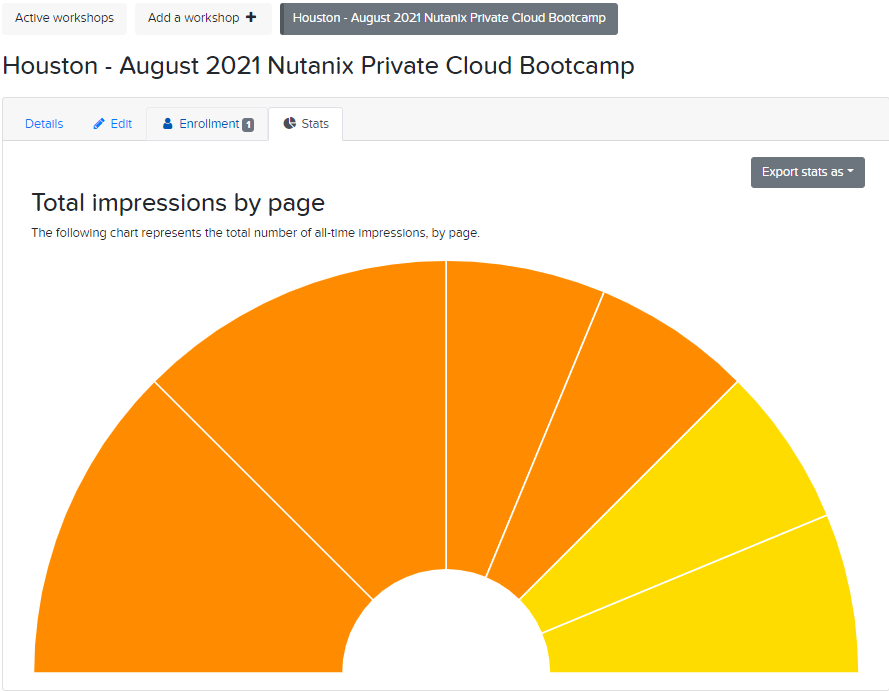 Active workshops Add a workshop + Houston - August 2021 Nutanix Private Cloud Bootcamp
Houston - August 2021 Nutanix Private Cloud Bootcamp
Details Edit Enrollment 1 Stats
Export stats as
Total impressions by page
The following chart represents the total number of all-time impressions, by page.